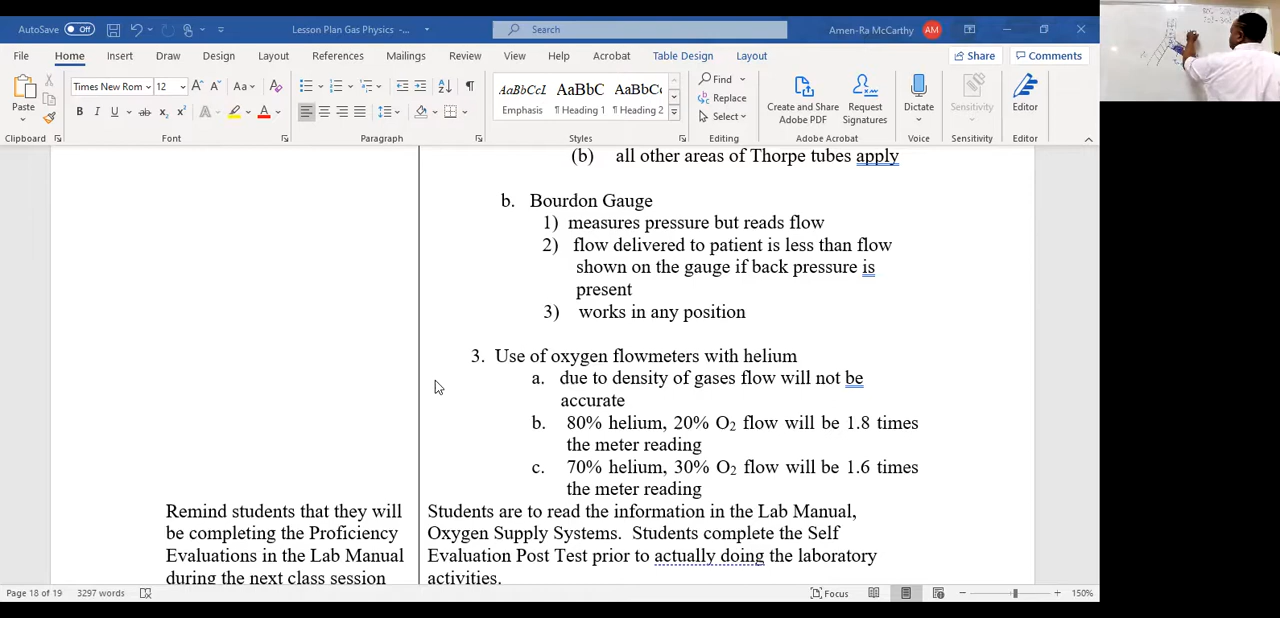 AutoSave Off Lesson Plan Gas Physics -... Search Amen-Ra McCarthy AM
File Home Insert Draw Design Layout References Mailings Review View Help Acrobat Table Design Layout Share Comments
Times New Rom 12 Aa
Paste
B I U ab x₂ x² A A
AaBbCcI AaBbC AaBbCc
Emphasis ¶ Heading 1 ¶ Heading 2
Find
Replace
Select
Create and Share Adobe PDF
Request Signatures
Dictate
Sensitivity
Editor
Clipboard Font Paragraph Styles Editing Adobe Acrobat Voice Sensitivity Editor
(b) all other areas of Thorpe tubes apply
b. Bourdon Gauge
1) measures pressure but reads flow
2) flow delivered to patient is less than flow
shown on the gauge if back pressure is
present
3) works in any position
3. Use of oxygen flowmeters with helium
a. due to density of gases flow will not be
accurate
b. 80% helium, 20% O₂ flow will be 1.8 times
the meter reading
c. 70% helium, 30% O₂ flow will be 1.6 times
the meter reading
Remind students that they will
be completing the Proficiency
Evaluations in the Lab Manual
during the next class session
Students are to read the information in the Lab Manual,
Oxygen Supply Systems. Students complete the Self
Evaluation Post Test prior to actually doing the laboratory
activities.
Page 18 of 19 3297 words Focus 150%